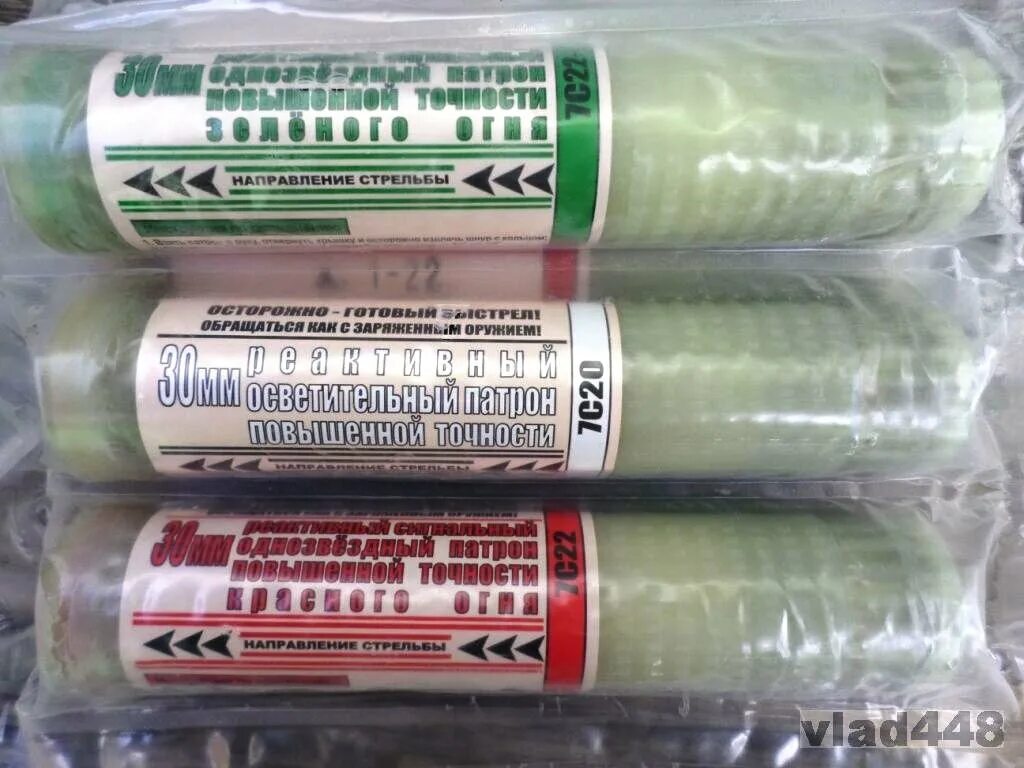 30мм
однозвёздный патрон
повышенной точности
зелёного огня
7С22
НАПРАВЛЕНИЕ СТРЕЛЬБЫ
1-22
ОСТОРОЖНО - ГОТОВЫЙ ВЫСТРЕЛ!
ОБРАЩАТЬСЯ КАК С ЗАРЯЖЕННЫМ ОРУЖИЕМ!
30мм
реактивный
осветительный патрон
повышенной точности
7С20
НАПРАВЛЕНИЕ СТРЕЛЬБЫ
30мм
реактивный сигнальный
однозвёздный патрон
повышенной точности
красного огня
7С22
НАПРАВЛЕНИЕ СТРЕЛЬБЫ
vlad448